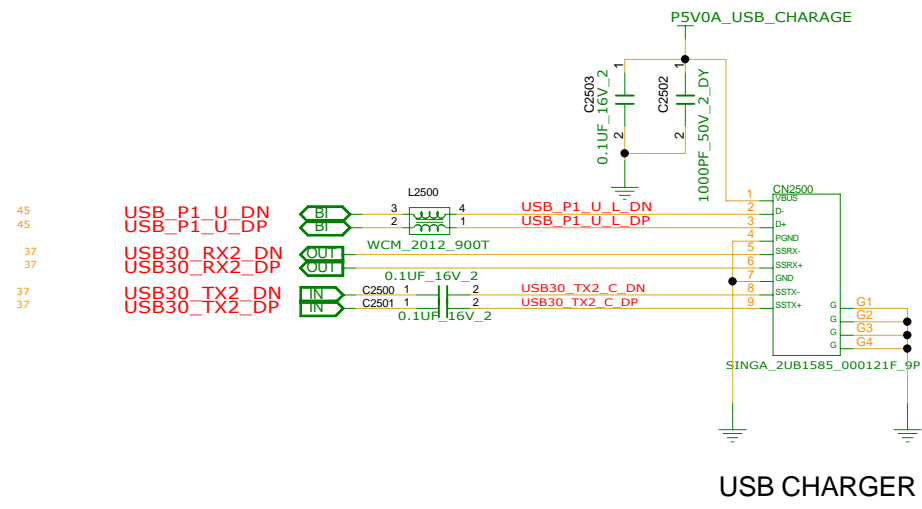 P5V0A_USB_CHARAGE
1
1
C2503
0.1UF_16V_2
C2502
1000PF_50V_2_DY
2
2
L2500
CN2500
45 USB_P1_U_DN BI 3 4 USB_P1_U_L_DN
45 USB_P1_U_DP BI 2 1 USB_P1_U_L_DP
WCM_2012_900T
37 USB30_RX2_DN OUT
37 USB30_RX2_DP OUT
0.1UF_16V_2
37 USB30_TX2_DN IN C2500 1 2 USB30_TX2_C_DN
37 USB30_TX2_DP IN C2501 1 2 USB30_TX2_C_DP
0.1UF_16V_2
1 VBUS
2 D-
3 D+
4 PGND
5 SSRX-
6 SSRX+
7 GND
8 SSTX-
9 SSTX+
G G1
G G2
G G3
G G4
SINGA_2UB1585_000121F_9P
USB CHARGER